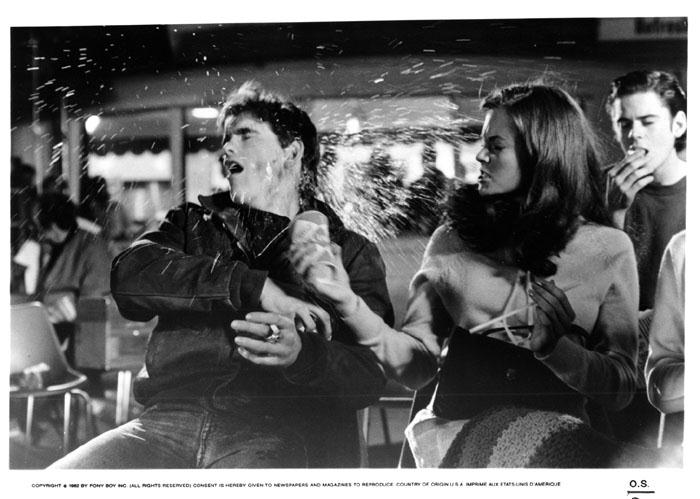 COPYRIGHT © 1982 BY PONY BOY INC. (ALL RIGHTS RESERVED) CONSENT IS HEREBY GIVEN TO NEWSPAPERS AND MAGAZINES TO REPRODUCE. COUNTRY OF ORIGIN U.S.A. IMPRIME AUX ETATS-UNIS D'AMERIQUE
O.S.